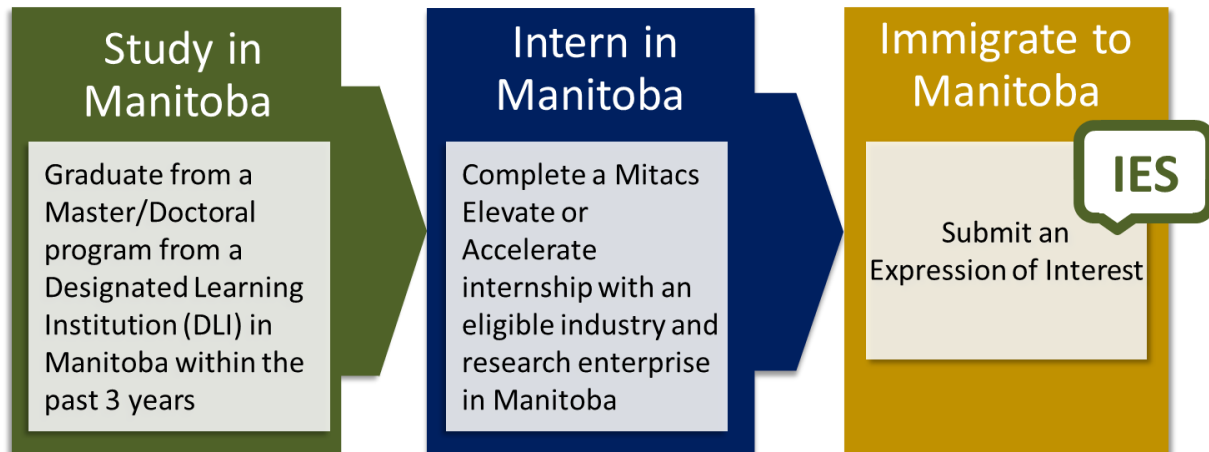 Study in
Manitoba
Graduate from a
Master/Doctoral
program from a
Designated Learning
Institution (DLI) in
Manitoba within the
past 3 years
Intern in
Manitoba
Complete a Mitacs
Elevate or
Accelerate
internship with an
eligible industry and
research enterprise
in Manitoba
Immigrate to
Manitoba
IES
Submit an
Expression of Interest